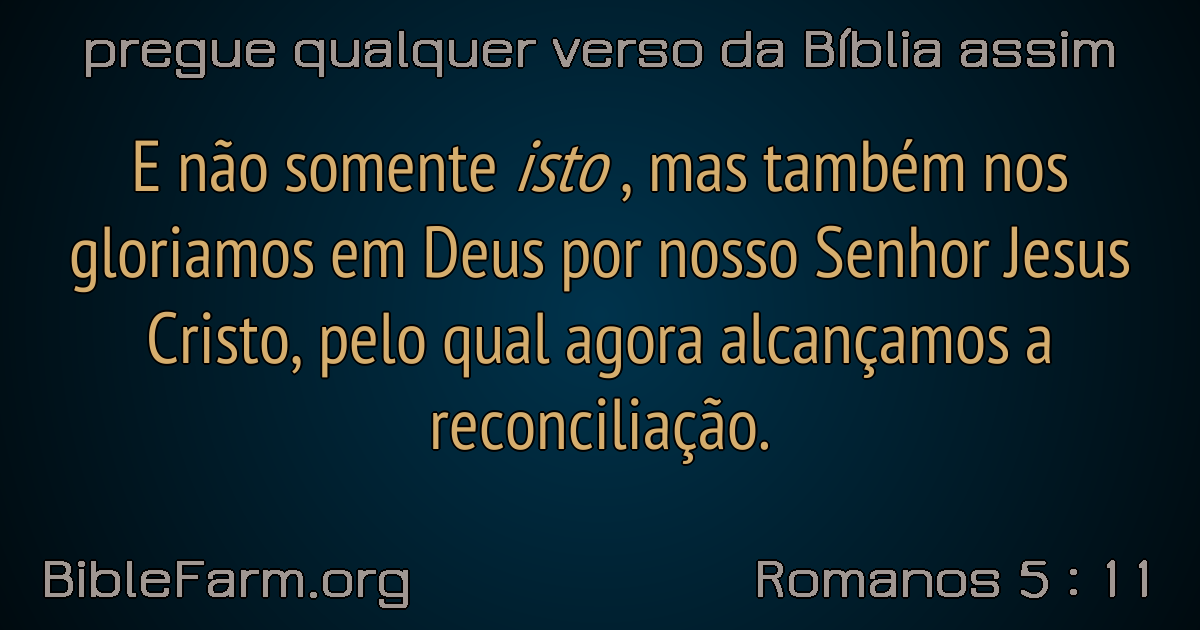 pregue qualquer verso da Bíblia assim
E não somente isto , mas também nos
gloriamos em Deus por nosso Senhor Jesus
Cristo, pelo qual agora alcançamos a
reconciliação.
BibleFarm.org
Romanos 5 : 11